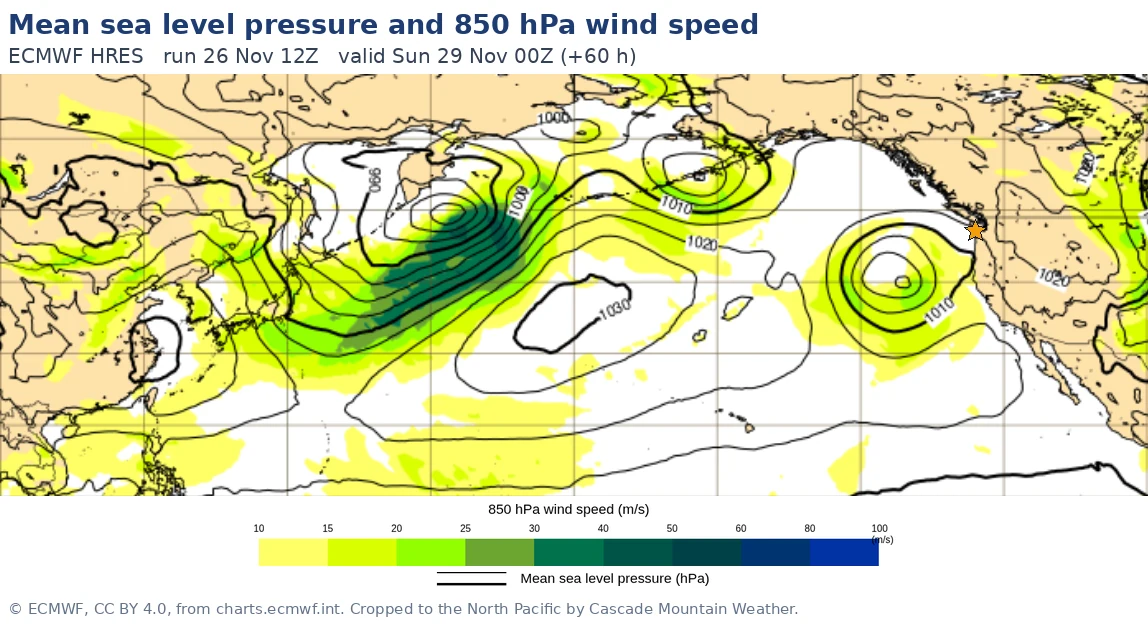 Mean sea level pressure and 850 hPa wind speed
ECMWF HRES run 26 Nov 12Z valid Sun 29 Nov 00Z (+60 h)
1000
990
1000
1010
1020
1030
1010
1020
1020
850 hPa wind speed (m/s)
10 15 20 25 30 40 50 60 80 100
(m/s)
Mean sea level pressure (hPa)
© ECMWF, CC BY 4.0, from charts.ecmwf.int. Cropped to the North Pacific by Cascade Mountain Weather.